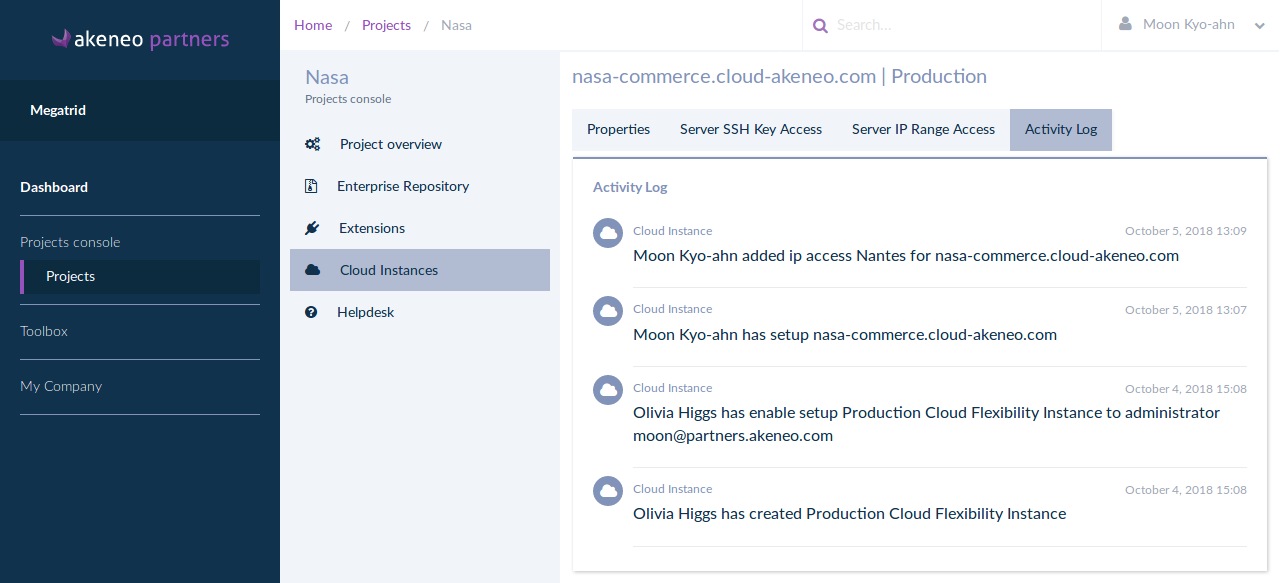 akeneo partners
Megatrid
Dashboard
Projects console
Projects
Toolbox
My Company
Home / Projects / Nasa
Search...
Moon Kyo-ahn
Nasa
Projects console
Project overview
Enterprise Repository
Extensions
Cloud Instances
Helpdesk
nasa-commerce.cloud-akeneo.com | Production
Properties Server SSH Key Access Server IP Range Access Activity Log
Activity Log
Cloud Instance October 5, 2018 13:09
Moon Kyo-ahn added ip access Nantes for nasa-commerce.cloud-akeneo.com
Cloud Instance October 5, 2018 13:07
Moon Kyo-ahn has setup nasa-commerce.cloud-akeneo.com
Cloud Instance October 4, 2018 15:08
Olivia Higgs has enable setup Production Cloud Flexibility Instance to administrator
moon@partners.akeneo.com
Cloud Instance October 4, 2018 15:08
Olivia Higgs has created Production Cloud Flexibility Instance